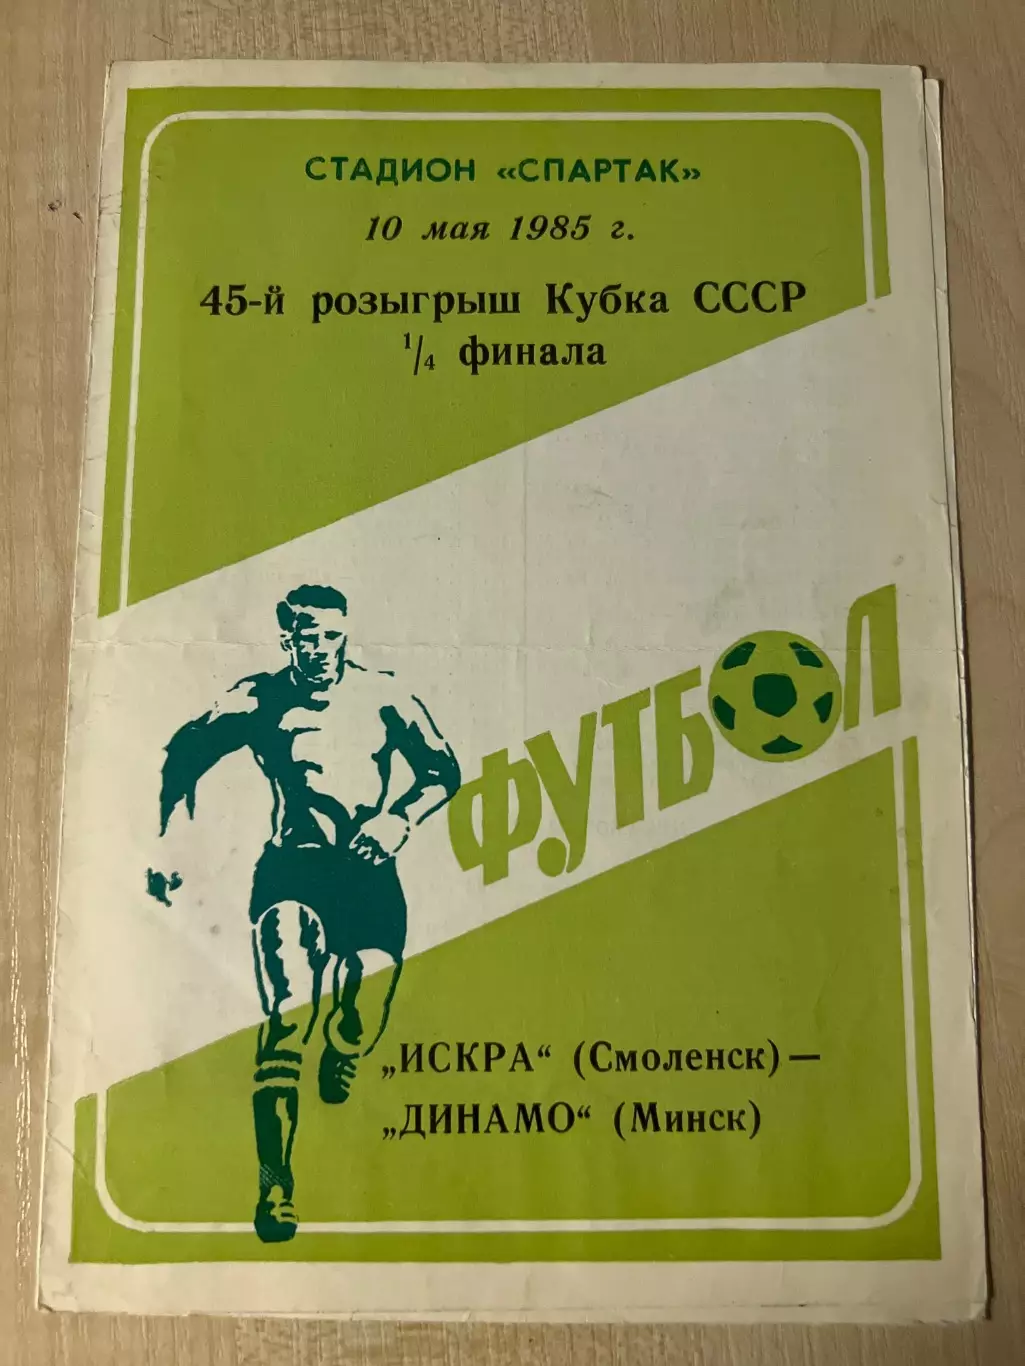 СТАДИОН «СПАРТАК»
10 мая 1985 г.
45-й розыгрыш Кубка СССР
1/4 финала
ФУТБОЛ
„ИСКРА“ (Смоленск) —
„ДИНАМО“ (Минск)